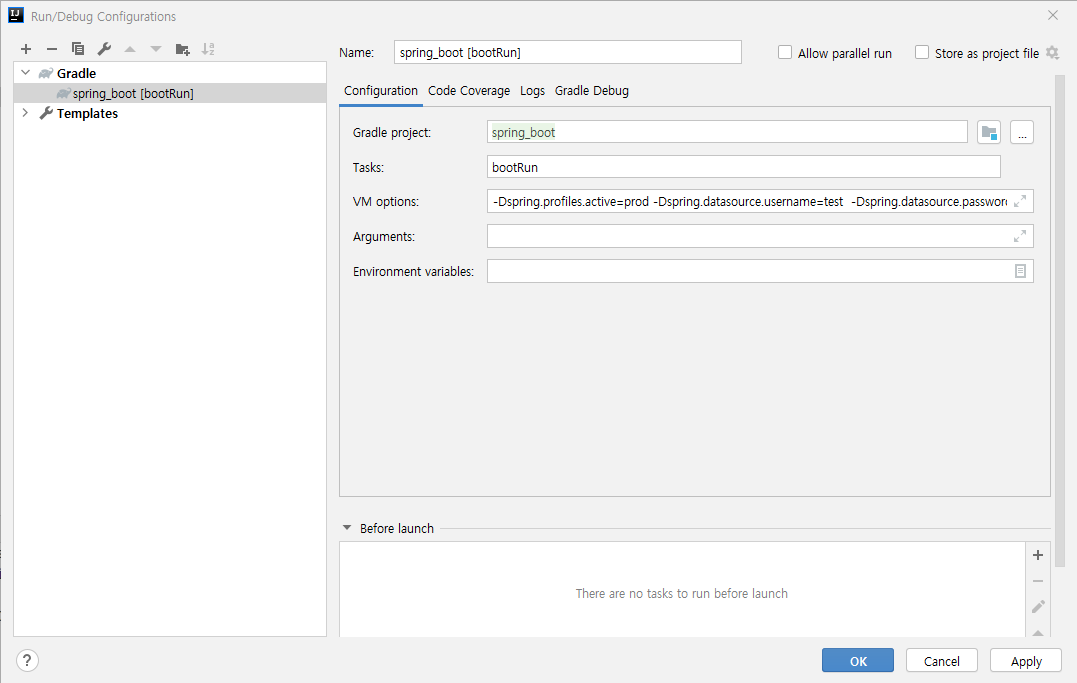 Run/Debug Configurations
Name: spring_boot [bootRun]
Allow parallel run
Store as project file
Gradle
spring_boot [bootRun]
Templates
Configuration Code Coverage Logs Gradle Debug
Gradle project: spring_boot ...
Tasks: bootRun
VM options: -Dspring.profiles.active=prod -Dspring.datasource.username=test -Dspring.datasource.password
Arguments:
Environment variables:
Before launch
There are no tasks to run before launch
? OK Cancel Apply